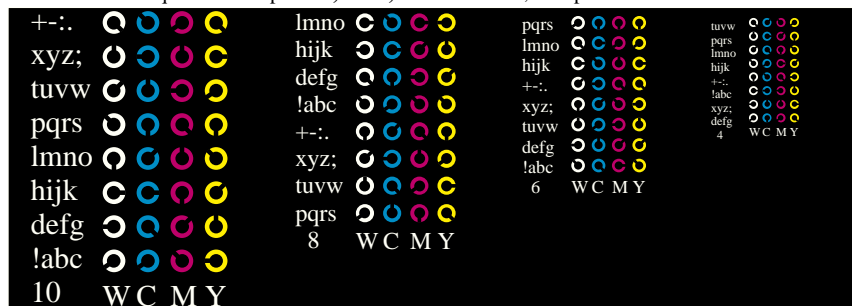 +-:.
xyz;
tuvw
pqrs
lmno
hijk
defg
!abc
10 W C M Y
lmno
hijk
defg
!abc
+-:.
xyz;
tuvw
pqrs
8 W C M Y
pqrs
lmno
hijk
+-:.
xyz;
tuvw
defg
!abc
6 W C M Y
tuvw
pqrs
lmno
hijk
+-:.
!abc
xyz;
defg
4 W C M Y